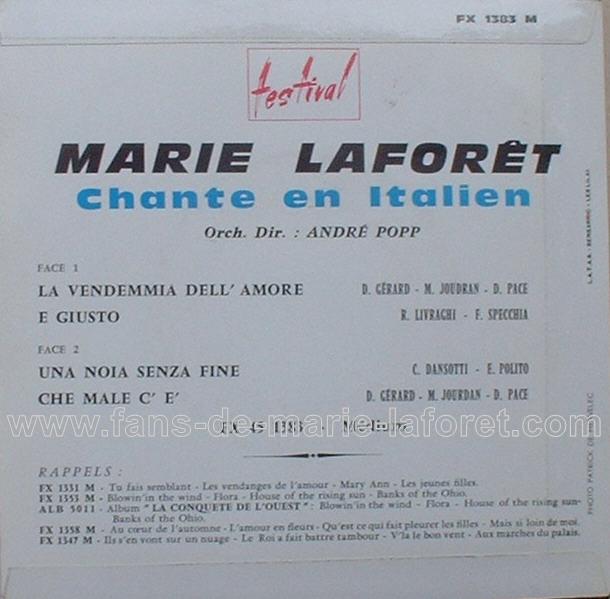 FX 1383 M
festival
MARIE LAFORÊT
Chante en Italien
Orch. Dir. : ANDRÉ POPP
FACE 1
LA VENDEMMIA DELL' AMORE D. GÉRARD - M. JOUDRAN - D. PACE
E GIUSTO R. LIVRAGHI - F. SPECCHIA
FACE 2
UNA NOIA SENZA FINE C. DANSOTTI - E. POLITO
CHE MALE C' E' D. GÉRARD - M. JOURDAN - D. PACE
www.fans-de-marie-laforet.com
FX 45 1383
RAPPELS :
FX 1331 M - Tu fais semblant - Les vendanges de l'amour - Mary Ann - Les jeunes filles.
FX 1353 M - Blowin'in the wind - Flora - House of the rising sun - Banks of the Ohio.
ALB 5011 - Album "LA CONQUETE DE L'OUEST" : Blowin'in the wind - Flora - House of the rising sun-
Banks of the Ohio.
FX 1358 M - Au cœur de l'automne - L'amour en fleurs - Qu'est ce qui fait pleurer les filles - Mais si loin de moi.
FX 1347 M - Ils s'en vont sur un nuage - Le Roi a fait battre tambour - V'la le bon vent - Aux marches du palais.
PHOTO PATRICK